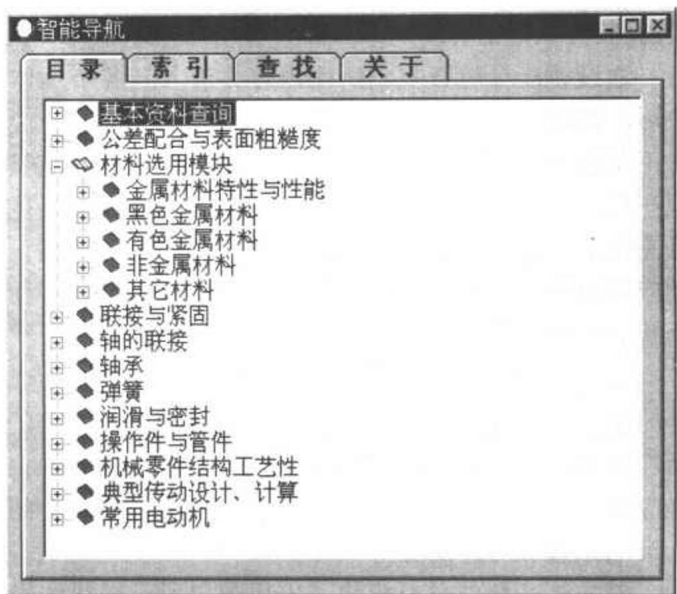 智能导航
目录 索引 查找 关于
基本资料查询
公差配合与表面粗糙度
材料选用模块
金属材料特性与性能
黑色金属材料
有色金属材料
非金属材料
其它材料
联接与紧固
轴的联接
轴承
弹簧
润滑与密封
操作件与管件
机械零件结构工艺性
典型传动设计、计算
常用电动机